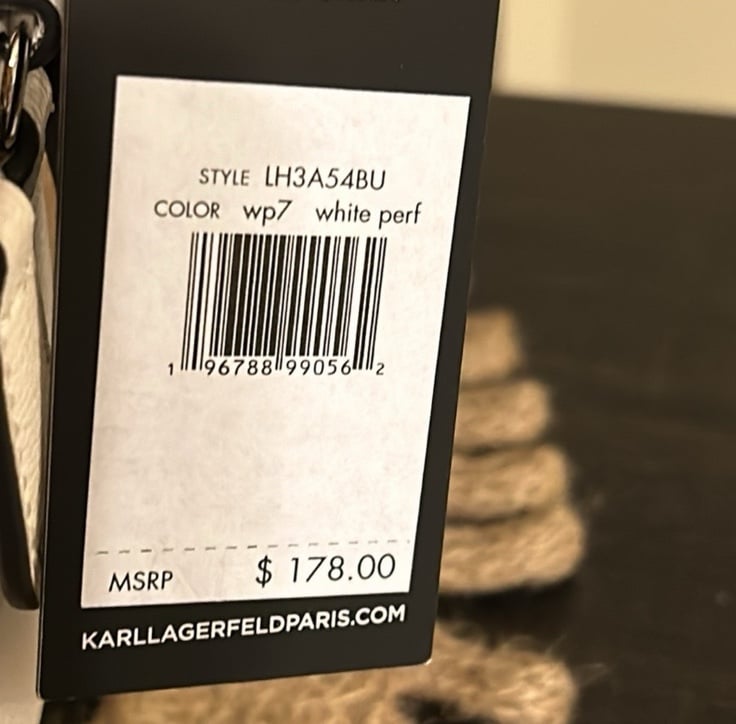 STYLE LH3A54BU
COLOR wp7 white perf
1 96788 99056 2
MSRP $ 178.00
KARLLAGERFELDPARIS.COM